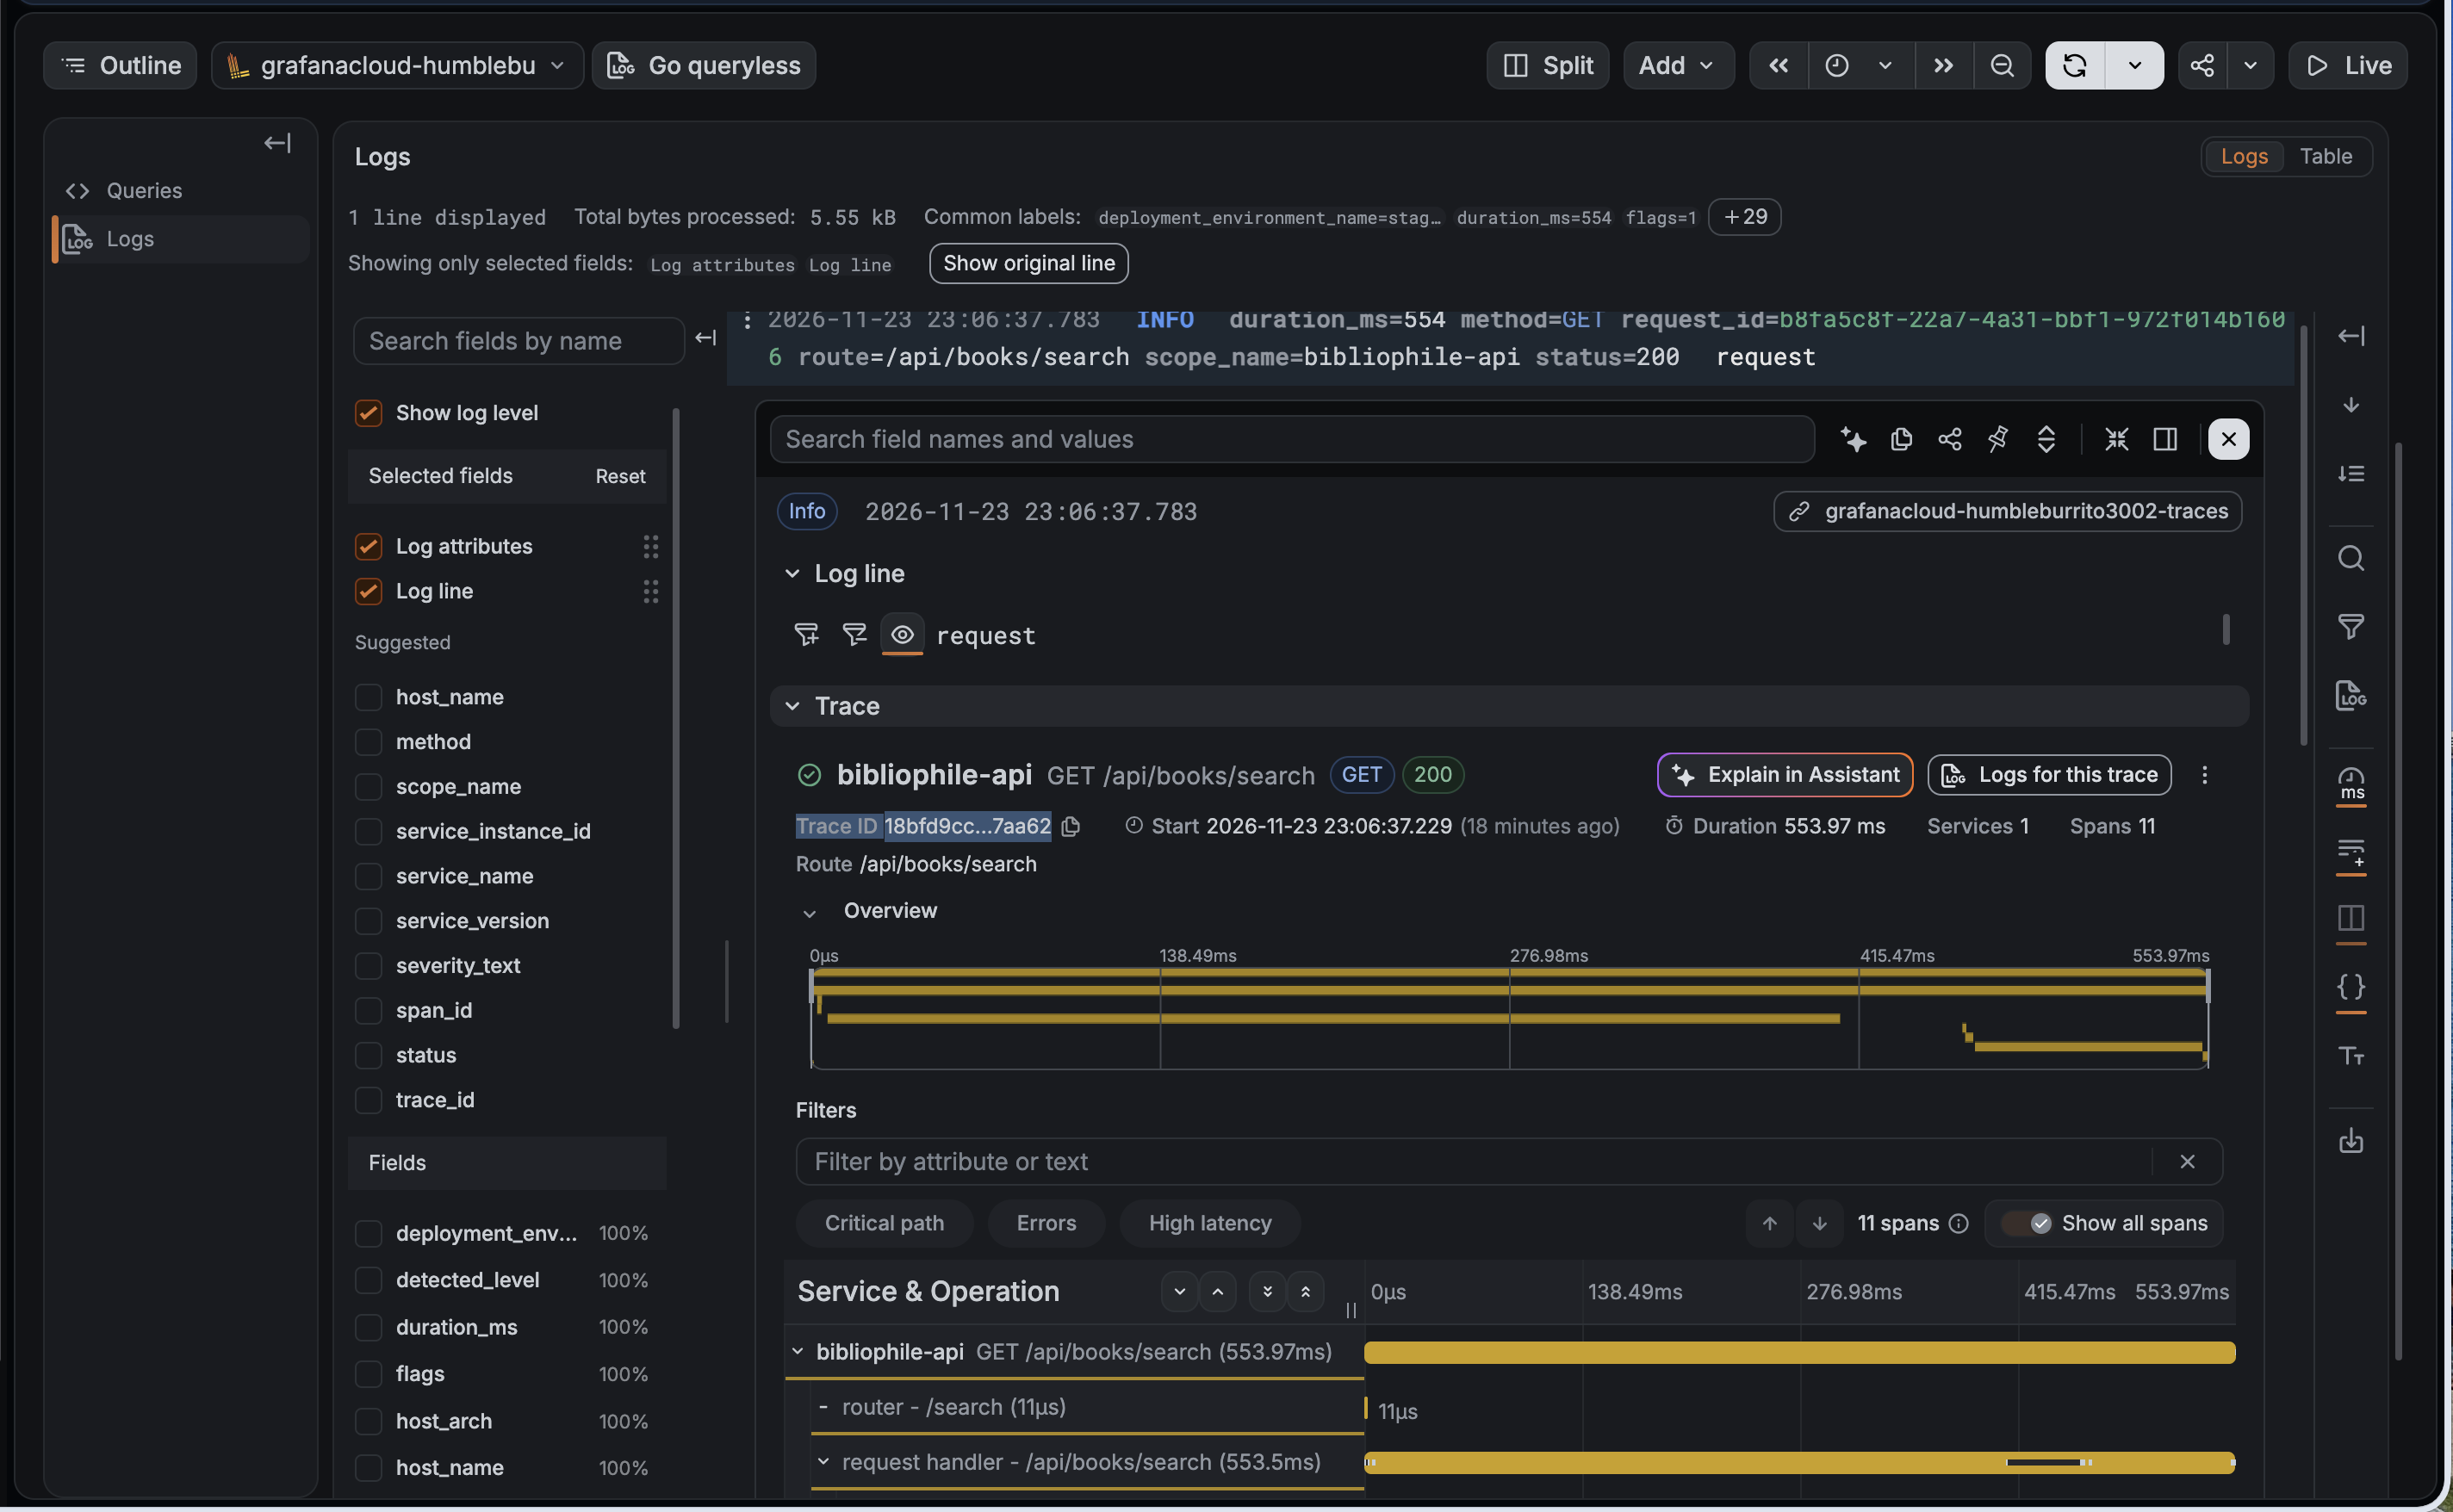 Outline
grafanacloud-humblebu
Go queryless
Split
Add
Live
Queries
Logs
Logs
Logs
Table
1 line displayed
Total bytes processed: 5.55 kB
Common labels: deployment_environment_name=stag… duration_ms=554 flags=1
+29
Showing only selected fields: Log attributes Log line
Show original line
Search fields by name
Show log level
Selected fields
Reset
Log attributes
Log line
Suggested
host_name
method
scope_name
service_instance_id
service_name
service_version
severity_text
span_id
status
trace_id
Fields
deployment_env... 100%
detected_level 100%
duration_ms 100%
flags 100%
host_arch 100%
host_name 100%
2026-11-23 23:06:37.783 INFO duration_ms=554 method=GET request_id=b8fa5c8f-22a7-4a31-bbf1-972f014b160
6 route=/api/books/search scope_name=bibliophile-api status=200 request
Search field names and values
Info
2026-11-23 23:06:37.783
grafanacloud-humbleburrito3002-traces
Log line
request
Trace
bibliophile-api GET /api/books/search GET 200
Explain in Assistant
Logs for this trace
Trace ID 18bfd9cc...7aa62
Start 2026-11-23 23:06:37.229 (18 minutes ago)
Duration 553.97 ms
Services 1
Spans 11
Route /api/books/search
Overview
0μs 138.49ms 276.98ms 415.47ms 553.97ms
Filters
Filter by attribute or text
Critical path
Errors
High latency
11 spans
Show all spans
Service & Operation
0μs 138.49ms 276.98ms 415.47ms 553.97ms
bibliophile-api GET /api/books/search (553.97ms)
router - /search (11μs)
11μs
request handler - /api/books/search (553.5ms)
LOG
LOG
LOG
LOG
ms